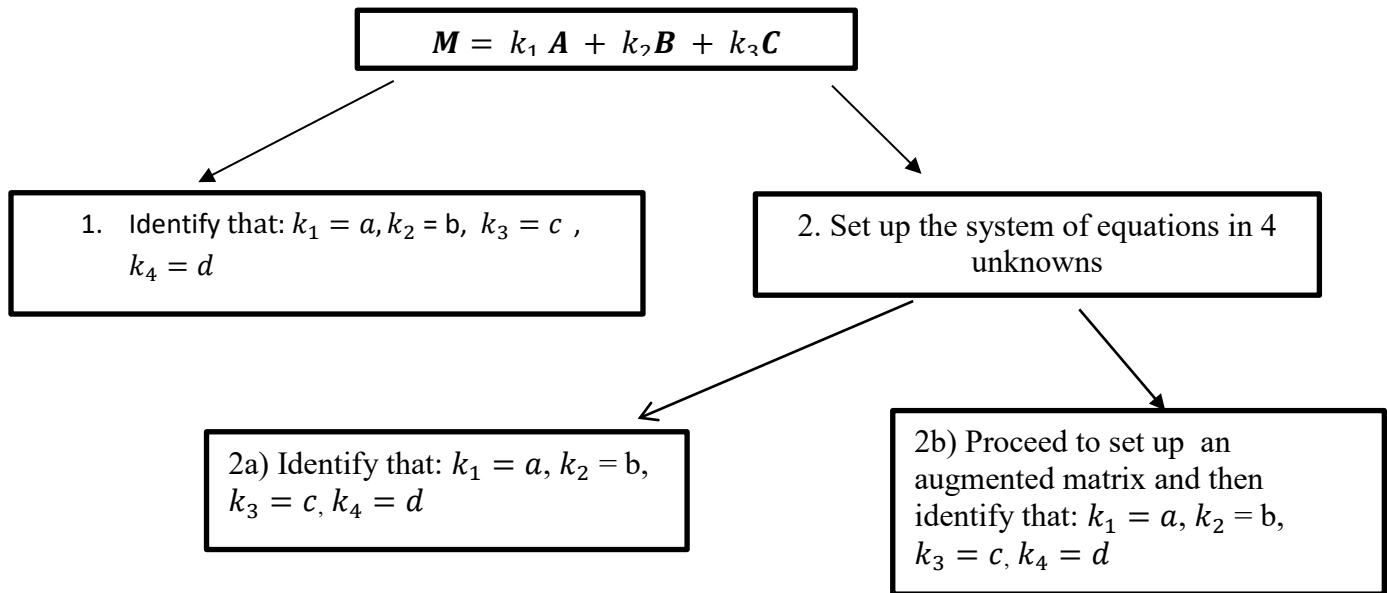 M = k₁ A + k₂B + k₃C
1. Identify that: k₁ = a, k₂ = b, k₃ = c ,
k₄ = d
2. Set up the system of equations in 4
unknowns
2a) Identify that: k₁ = a, k₂ = b,
k₃ = c, k₄ = d
2b) Proceed to set up an
augmented matrix and then
identify that: k₁ = a, k₂ = b,
k₃ = c, k₄ = d